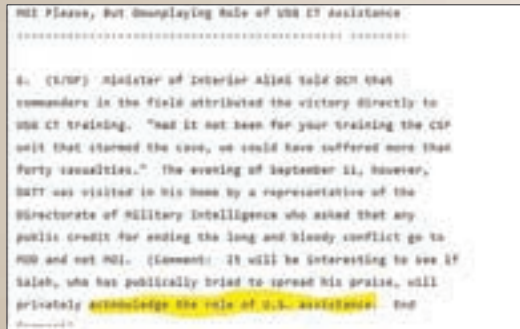 MOI Please, But Downplaying Role of USG CT Assistance
--------------------------------------------- --------
6. (S/NF) Minister of Interior Alimi told DCM that
commanders in the field attributed the victory directly to
USG CT training. "Had it not been for your training the CSF
unit that stormed the cave, we could have suffered more than
forty casualties." The evening of September 11, however,
DATT was visited in his home by a representative of the
Directorate of Military Intelligence who asked that any
public credit for ending the long and bloody conflict go to
MOD and not MOI. (Comment: It will be interesting to see if
Saleh, who has publically tried to spread his praise, will
privately acknowledge the role of U.S. assistance. End